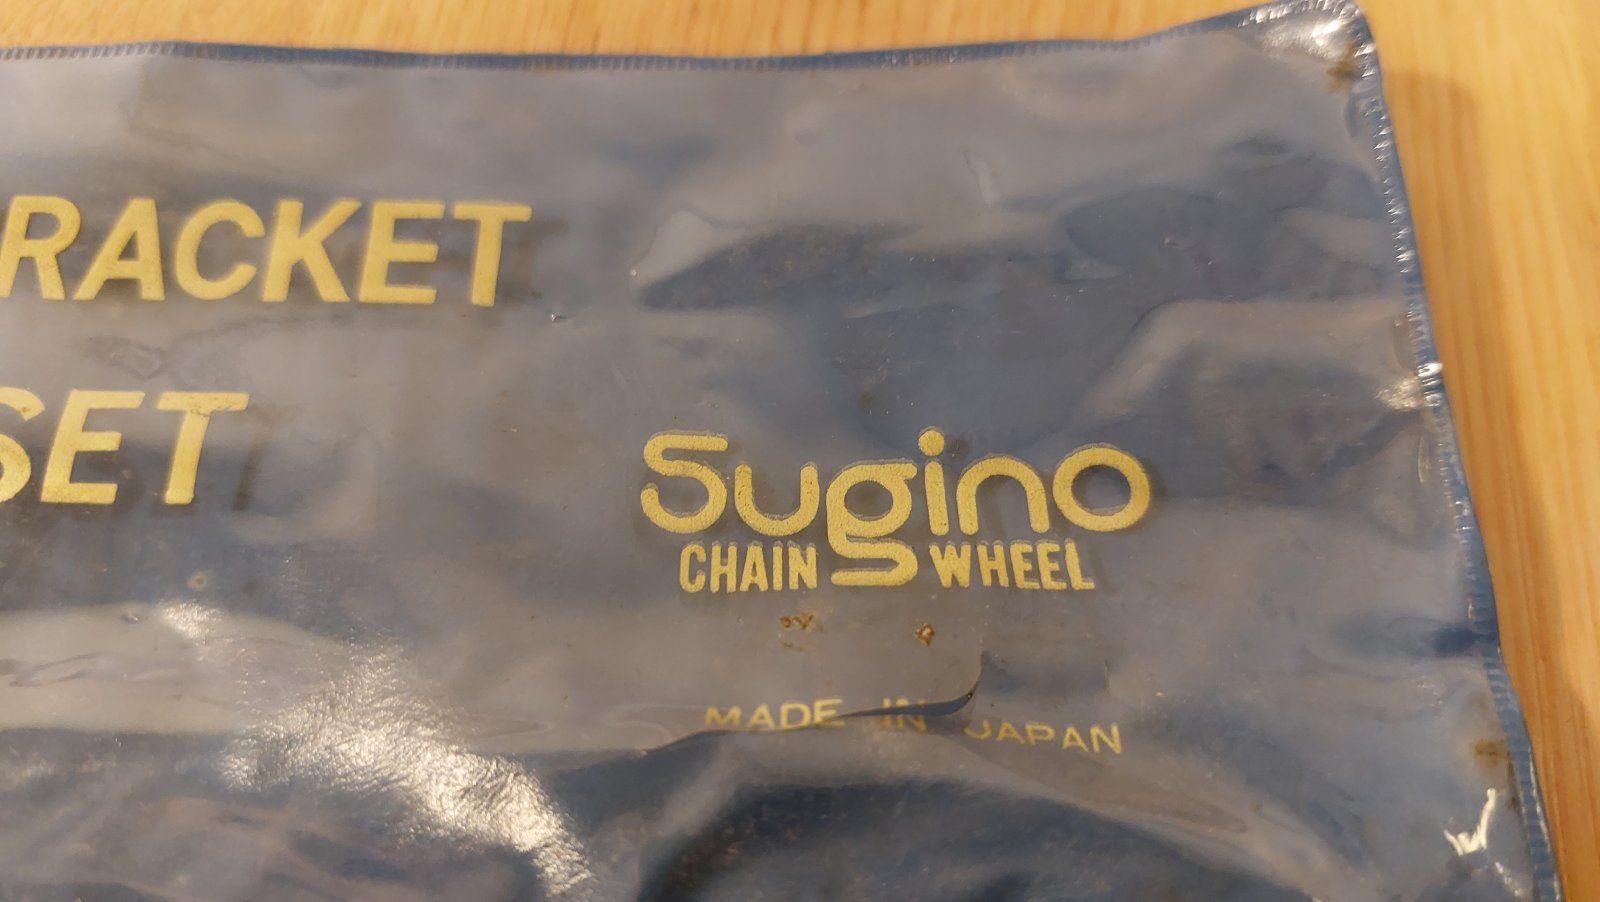 RACKET
SET
Sugino
CHAIN WHEEL
MADE IN JAPAN